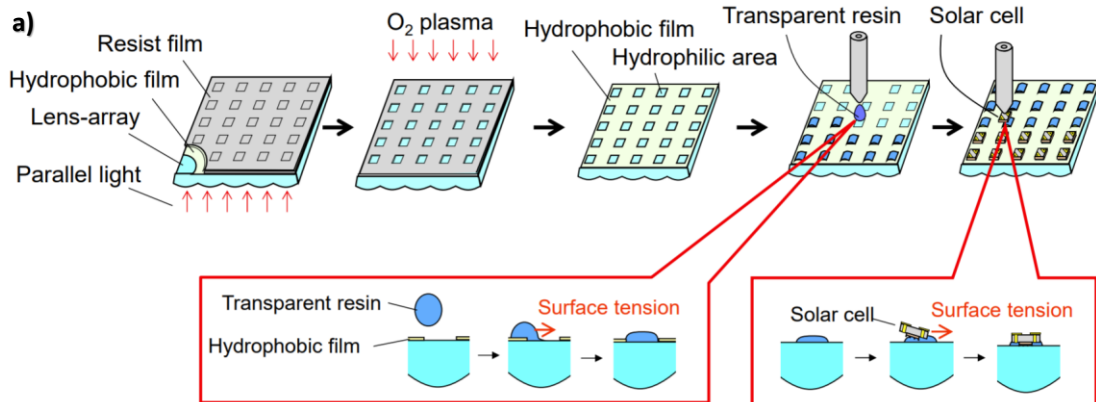 a)
Resist film
Hydrophobic film
Lens-array
Parallel light
O₂ plasma
Hydrophobic film
Hydrophilic area
Transparent resin
Solar cell
Transparent resin
Hydrophobic film
Surface tension
Solar cell
Surface tension